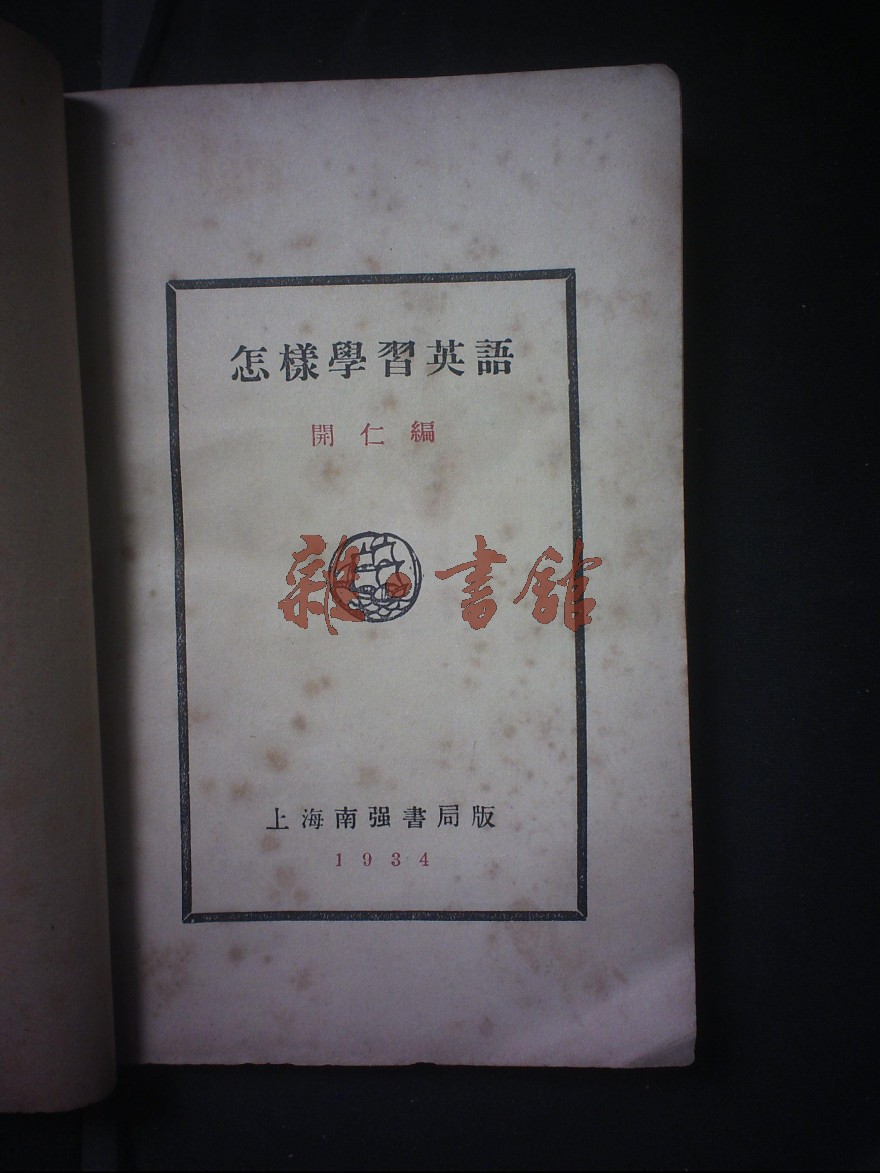 怎樣學習英語
開仁編
雜·書館
上海南强書局版
1934